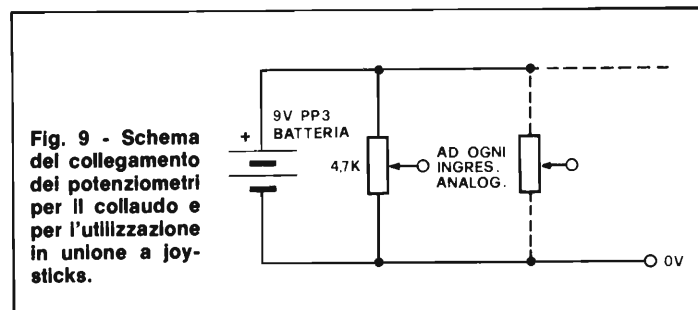 Fig. 9 - Schema
del collegamento
dei potenziometri
per il collaudo e
per l'utilizzazione
in unione a joy-
sticks.
9V PP3
BATTERIA
+
4,7K
AD OGNI
INGRES.
ANALOG.
0V